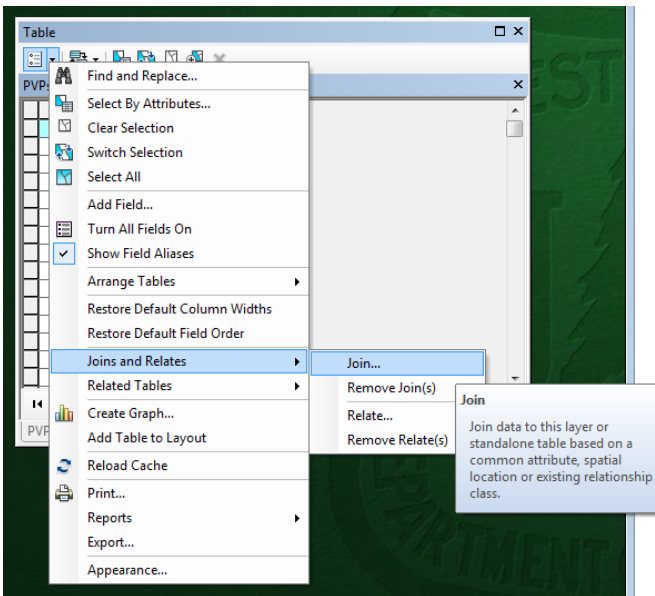 Table
PVPs
Find and Replace...
Select By Attributes...
Clear Selection
Switch Selection
Select All
Add Field...
Turn All Fields On
Show Field Aliases
Arrange Tables
Restore Default Column Widths
Restore Default Field Order
Joins and Relates
Related Tables
Create Graph...
Add Table to Layout
Reload Cache
Print...
Reports
Export...
Appearance...
Join...
Remove Join(s)
Relate...
Remove Relate(s)
Join
Join data to this layer or
standalone table based on a
common attribute, spatial
location or existing relationship
class.
PVP
EST
DEPARTMENT